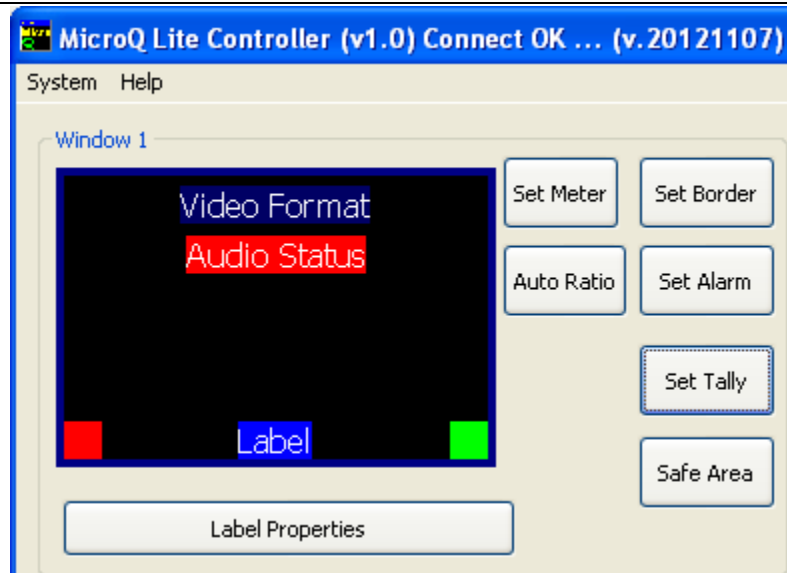 MicroQ Lite Controller (v1.0) Connect OK ... (v.20121107)
System Help
Window 1
Video Format
Audio Status
Label
Set Meter Set Border
Auto Ratio Set Alarm
Set Tally
Safe Area
Label Properties